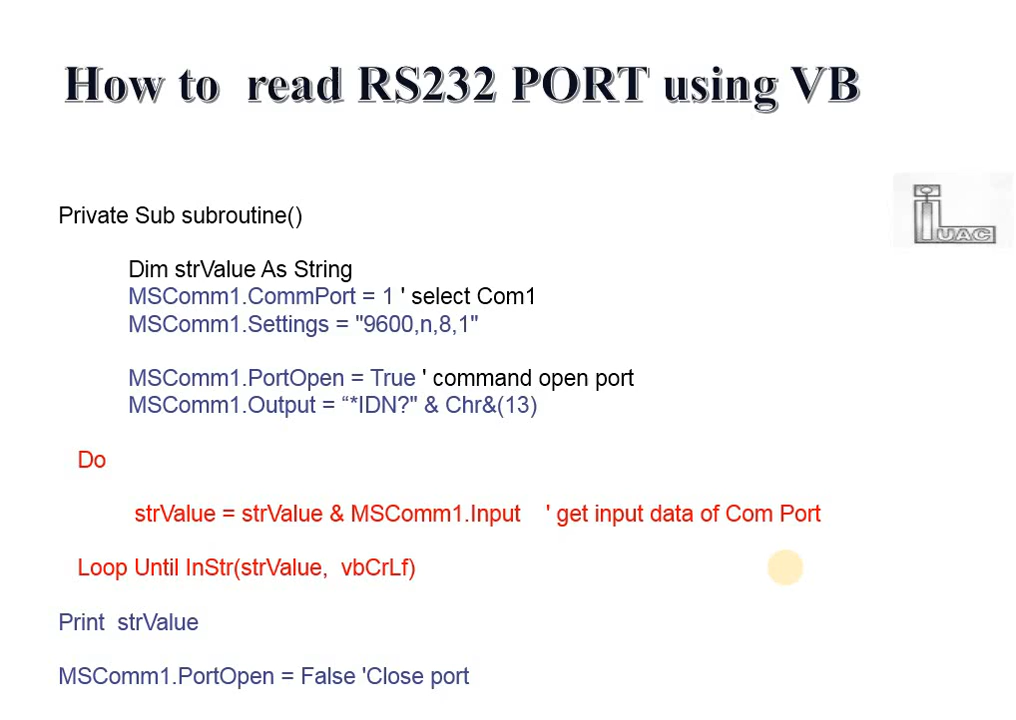 How to read RS232 PORT using VB
iUAC
Private Sub subroutine()
Dim strValue As String
MSComm1.CommPort = 1 ' select Com1
MSComm1.Settings = "9600,n,8,1"
MSComm1.PortOpen = True ' command open port
MSComm1.Output = “*IDN?" & Chr&(13)
Do
strValue = strValue & MSComm1.Input ' get input data of Com Port
Loop Until InStr(strValue, vbCrLf)
Print strValue
MSComm1.PortOpen = False 'Close port